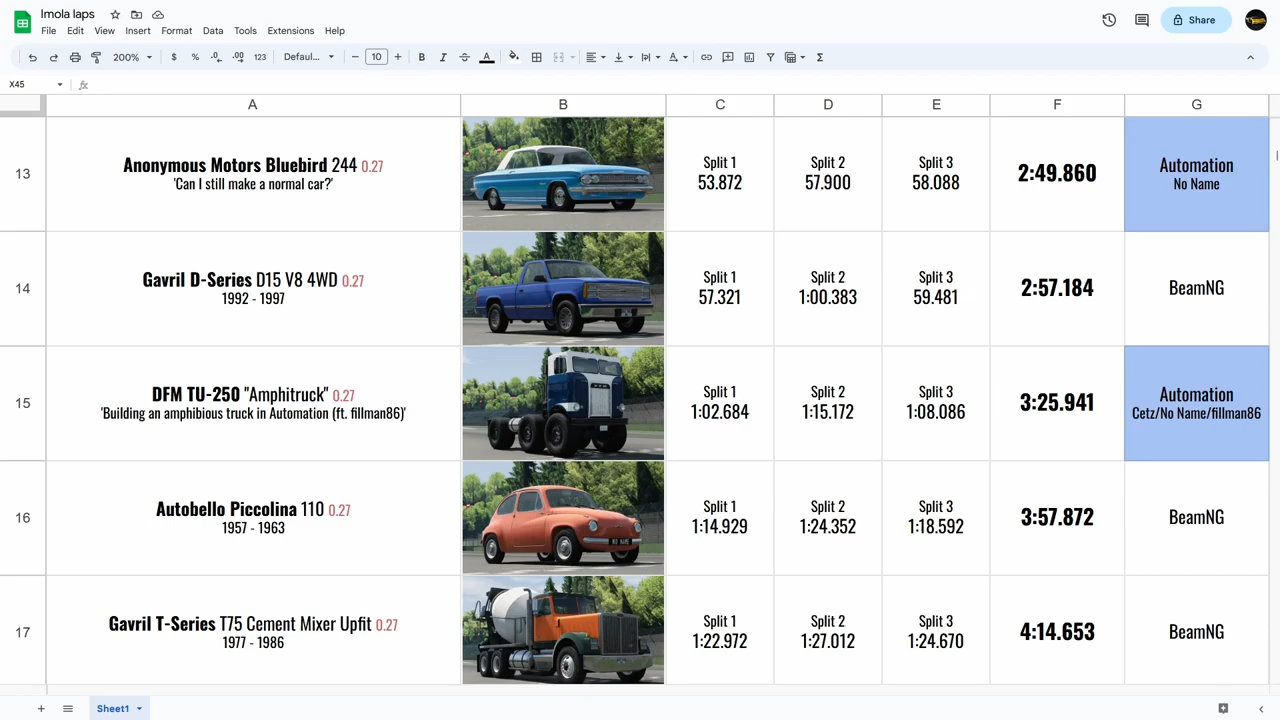 Imola laps
File Edit View Insert Format Data Tools Extensions Help
Share
200% $ % .0 .00 123 Defaul... 10 B I A
X45
A B C D E F G
13
Anonymous Motors Bluebird 244 0.27
'Can I still make a normal car?'
Split 1
53.872
Split 2
57.900
Split 3
58.088
2:49.860
Automation
No Name
14
Gavril D-Series D15 V8 4WD 0.27
1992 - 1997
Split 1
57.321
Split 2
1:00.383
Split 3
59.481
2:57.184
BeamNG
15
DFM TU-250 "Amphitruck" 0.27
'Building an amphibious truck in Automation (ft. fillman86)'
Split 1
1:02.684
Split 2
1:15.172
Split 3
1:08.086
3:25.941
Automation
Cetz/No Name/fillman86
16
Autobello Piccolina 110 0.27
1957 - 1963
NO NAME
Split 1
1:14.929
Split 2
1:24.352
Split 3
1:18.592
3:57.872
BeamNG
17
Gavril T-Series T75 Cement Mixer Upfit 0.27
1977 - 1986
Split 1
1:22.972
Split 2
1:27.012
Split 3
1:24.670
4:14.653
BeamNG
Sheet1